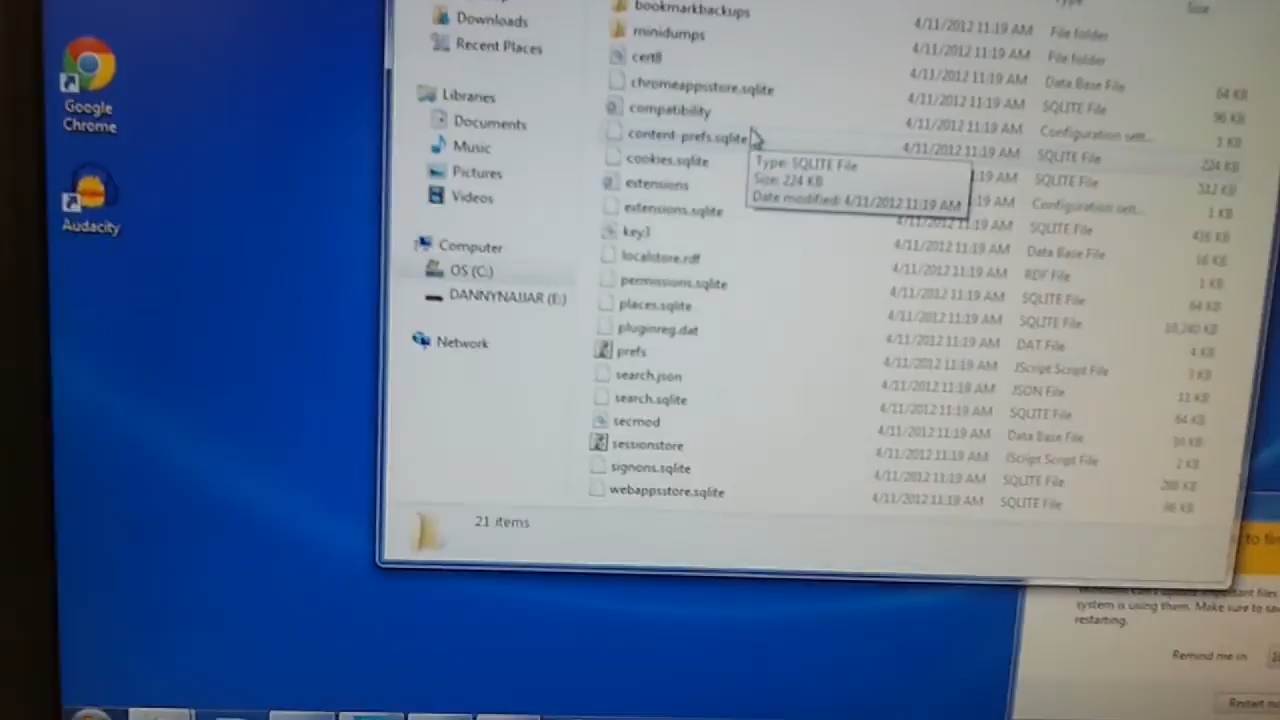 Google
Chrome
Audacity
Downloads
Recent Places
Libraries
Documents
Music
Pictures
Videos
Computer
OS (C:)
DANNYNAJJAR (E:)
Network
Size
bookmarkbackups 4/11/2012 11:19 AM File folder
minidumps 4/11/2012 11:19 AM File folder
cert8 4/11/2012 11:19 AM Data Base File 64 KB
chromeappsstore.sqlite 4/11/2012 11:19 AM SQLITE File 96 KB
compatibility 4/11/2012 11:19 AM Configuration sett... 1 KB
content-prefs.sqlite 4/11/2012 11:19 AM SQLITE File 224 KB
cookies.sqlite 11:19 AM SQLITE File 512 KB
extensions 11:19 AM Configuration sett... 1 KB
extensions.sqlite 4/11/2012 11:19 AM SQLITE File
key3 4/11/2012 11:19 AM Data Base File 16 KB
localstore.rdf 4/11/2012 11:19 AM RDF File 1 KB
permissions.sqlite 4/11/2012 11:19 AM SQLITE File 64 KB
places.sqlite 4/11/2012 11:19 AM SQLITE File 10,240 KB
pluginreg.dat 4/11/2012 11:19 AM DAT File 4 KB
prefs 4/11/2012 11:19 AM JScript Script File 3 KB
search.json 4/11/2012 11:19 AM JSON File 11 KB
search.sqlite 4/11/2012 11:19 AM SQLITE File 64 KB
secmod 4/11/2012 11:19 AM Data Base File
sessionstore 4/11/2012 11:19 AM JScript Script File 2 KB
signons.sqlite 4/11/2012 11:19 AM SQLITE File
webappsstore.sqlite 4/11/2012 11:19 AM SQLITE File 96 KB
Type: SQLITE File
Size: 224 KB
Date modified: 4/11/2012 11:19 AM
21 items
system is using them. Make sure to
restarting.
Remind me in
Restart